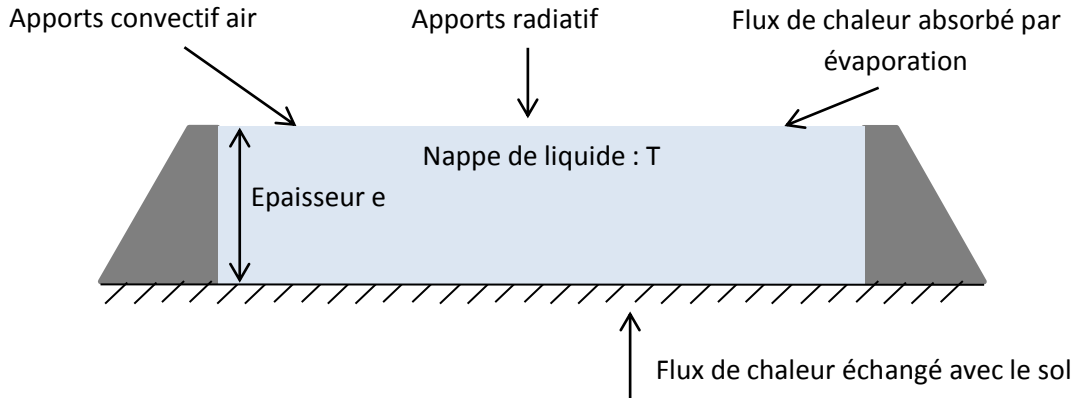 Apports convectif air
Apports radiatif
Flux de chaleur absorbé par
évaporation
Nappe de liquide : T
Epaisseur e
Flux de chaleur échangé avec le sol